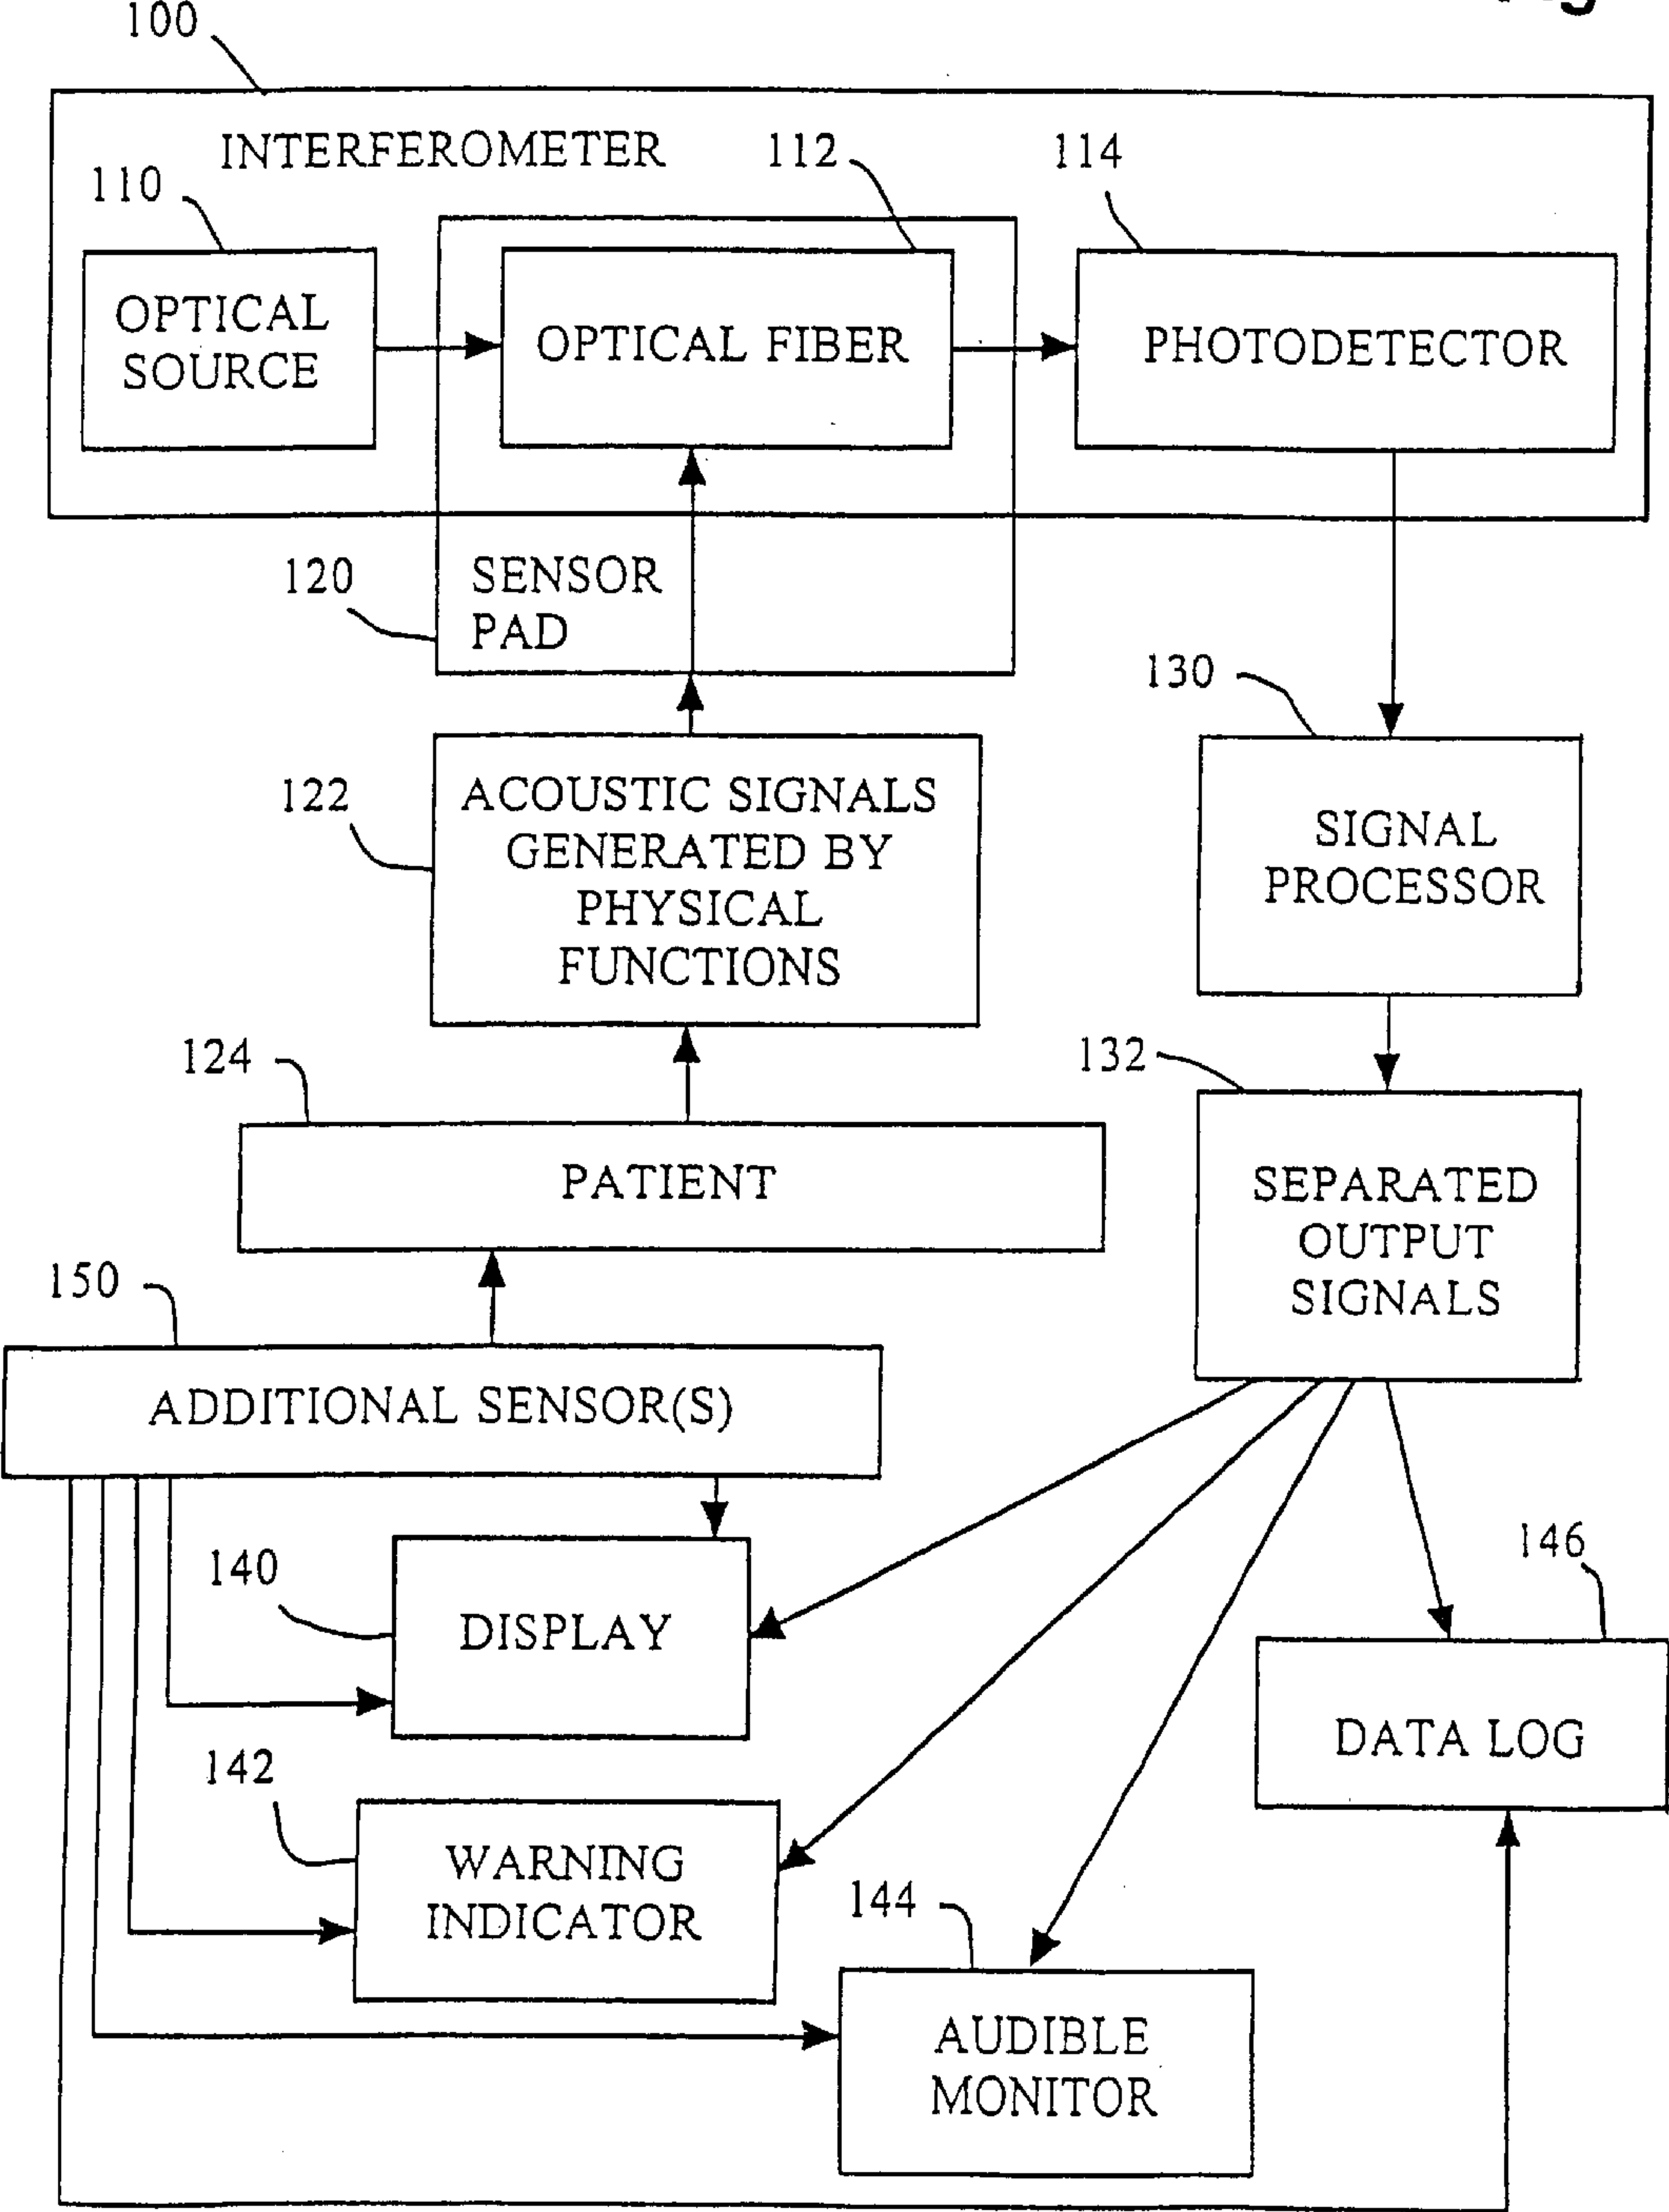 100
INTERFEROMETER
112
114
110
OPTICAL
SOURCE
OPTICAL FIBER
PHOTODETECTOR
120
SENSOR
PAD
130
122
ACOUSTIC SIGNALS
GENERATED BY
PHYSICAL
FUNCTIONS
SIGNAL
PROCESSOR
124
132
PATIENT
SEPARATED
OUTPUT
SIGNALS
150
ADDITIONAL SENSOR(S)
140
DISPLAY
146
DATA LOG
142
WARNING
INDICATOR
144
AUDIBLE
MONITOR